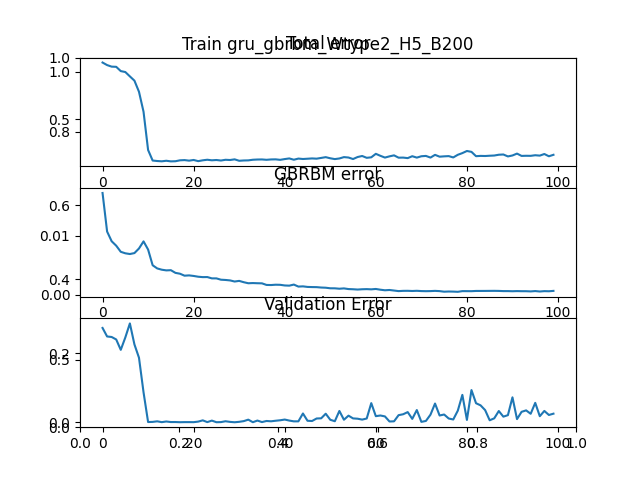 Train gru_gbrbm_Wtype2_H5_B200
Total error
1.0
1.0
0.5
0.8
0 20 40 60 80 100
GBRBM error
0.6
0.01
0.4
0.00
0 20 40 60 80 100
Validation Error
0.2
0.5
0.0
0.0
0.0 0 0.2 20 0.4 40 0.6 60 80 0.8 100 1.0